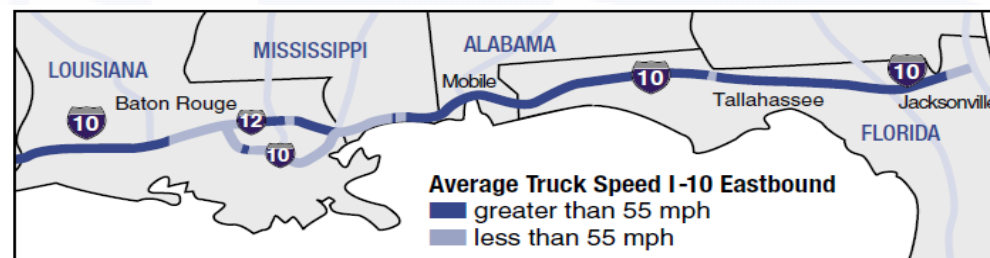 MISSISSIPPI
ALABAMA
LOUISIANA
Mobile
10
10
Baton Rouge
12
Tallahassee
Jacksonville
10
10
FLORIDA
Average Truck Speed I-10 Eastbound
greater than 55 mph
less than 55 mph